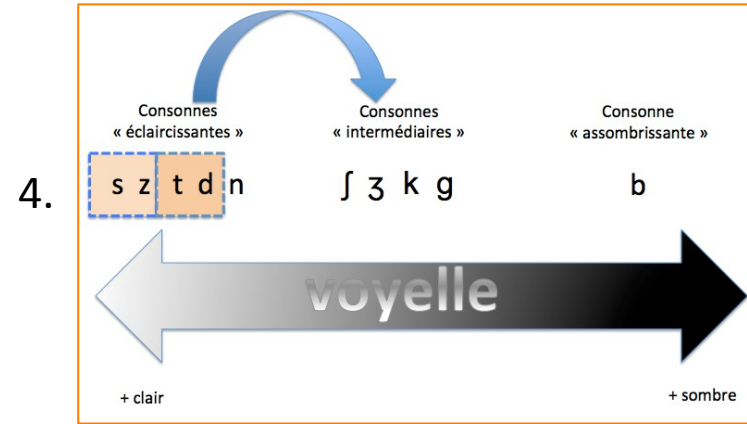 Consonnes
« éclaircissantes »
Consonnes
« intermédiaires »
Consonne
« assombrissante »
4.
s z t d n
ʃ ʒ k g
b
voyelle
+ clair
+ sombre